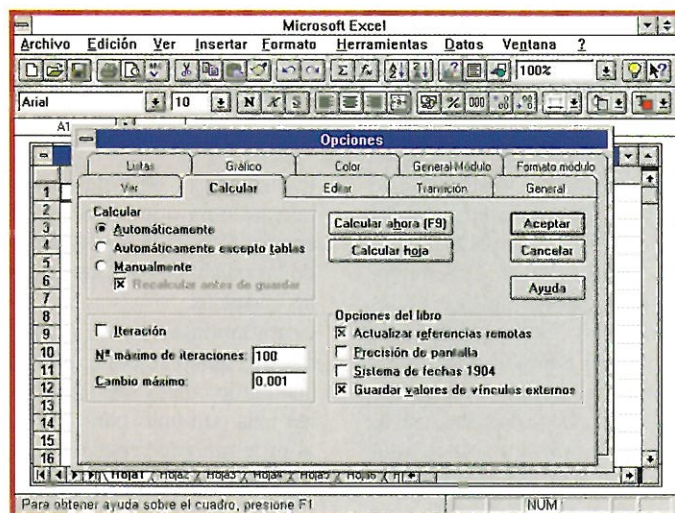 Microsoft Excel
Archivo Edición Ver Insertar Formato Herramientas Datos Ventana ?
100%
Arial 10 N X S % 000
A1
Opciones
Listas Gráfico Color General Módulo Formato módulo
Ver Calcular Editar Transición General
Calcular
Automáticamente
Automáticamente excepto tablas
Manualmente
Recalcular antes de guardar
Calcular ahora (F9)
Calcular hoja
Aceptar
Cancelar
Ayuda
Iteración
Nº máximo de iteraciones: 100
Cambio máximo: 0.001
Opciones del libro
Actualizar referencias remotas
Precisión de pantalla
Sistema de fechas 1904
Guardar valores de vínculos externos
1
2
3
4
5
6
7
8
9
10
11
12
13
14
15
16
Hoja1 Hoja2 Hoja3 Hoja4 Hoja5 Hoja6
Para obtener ayuda sobre el cuadro, presione F1
NUM